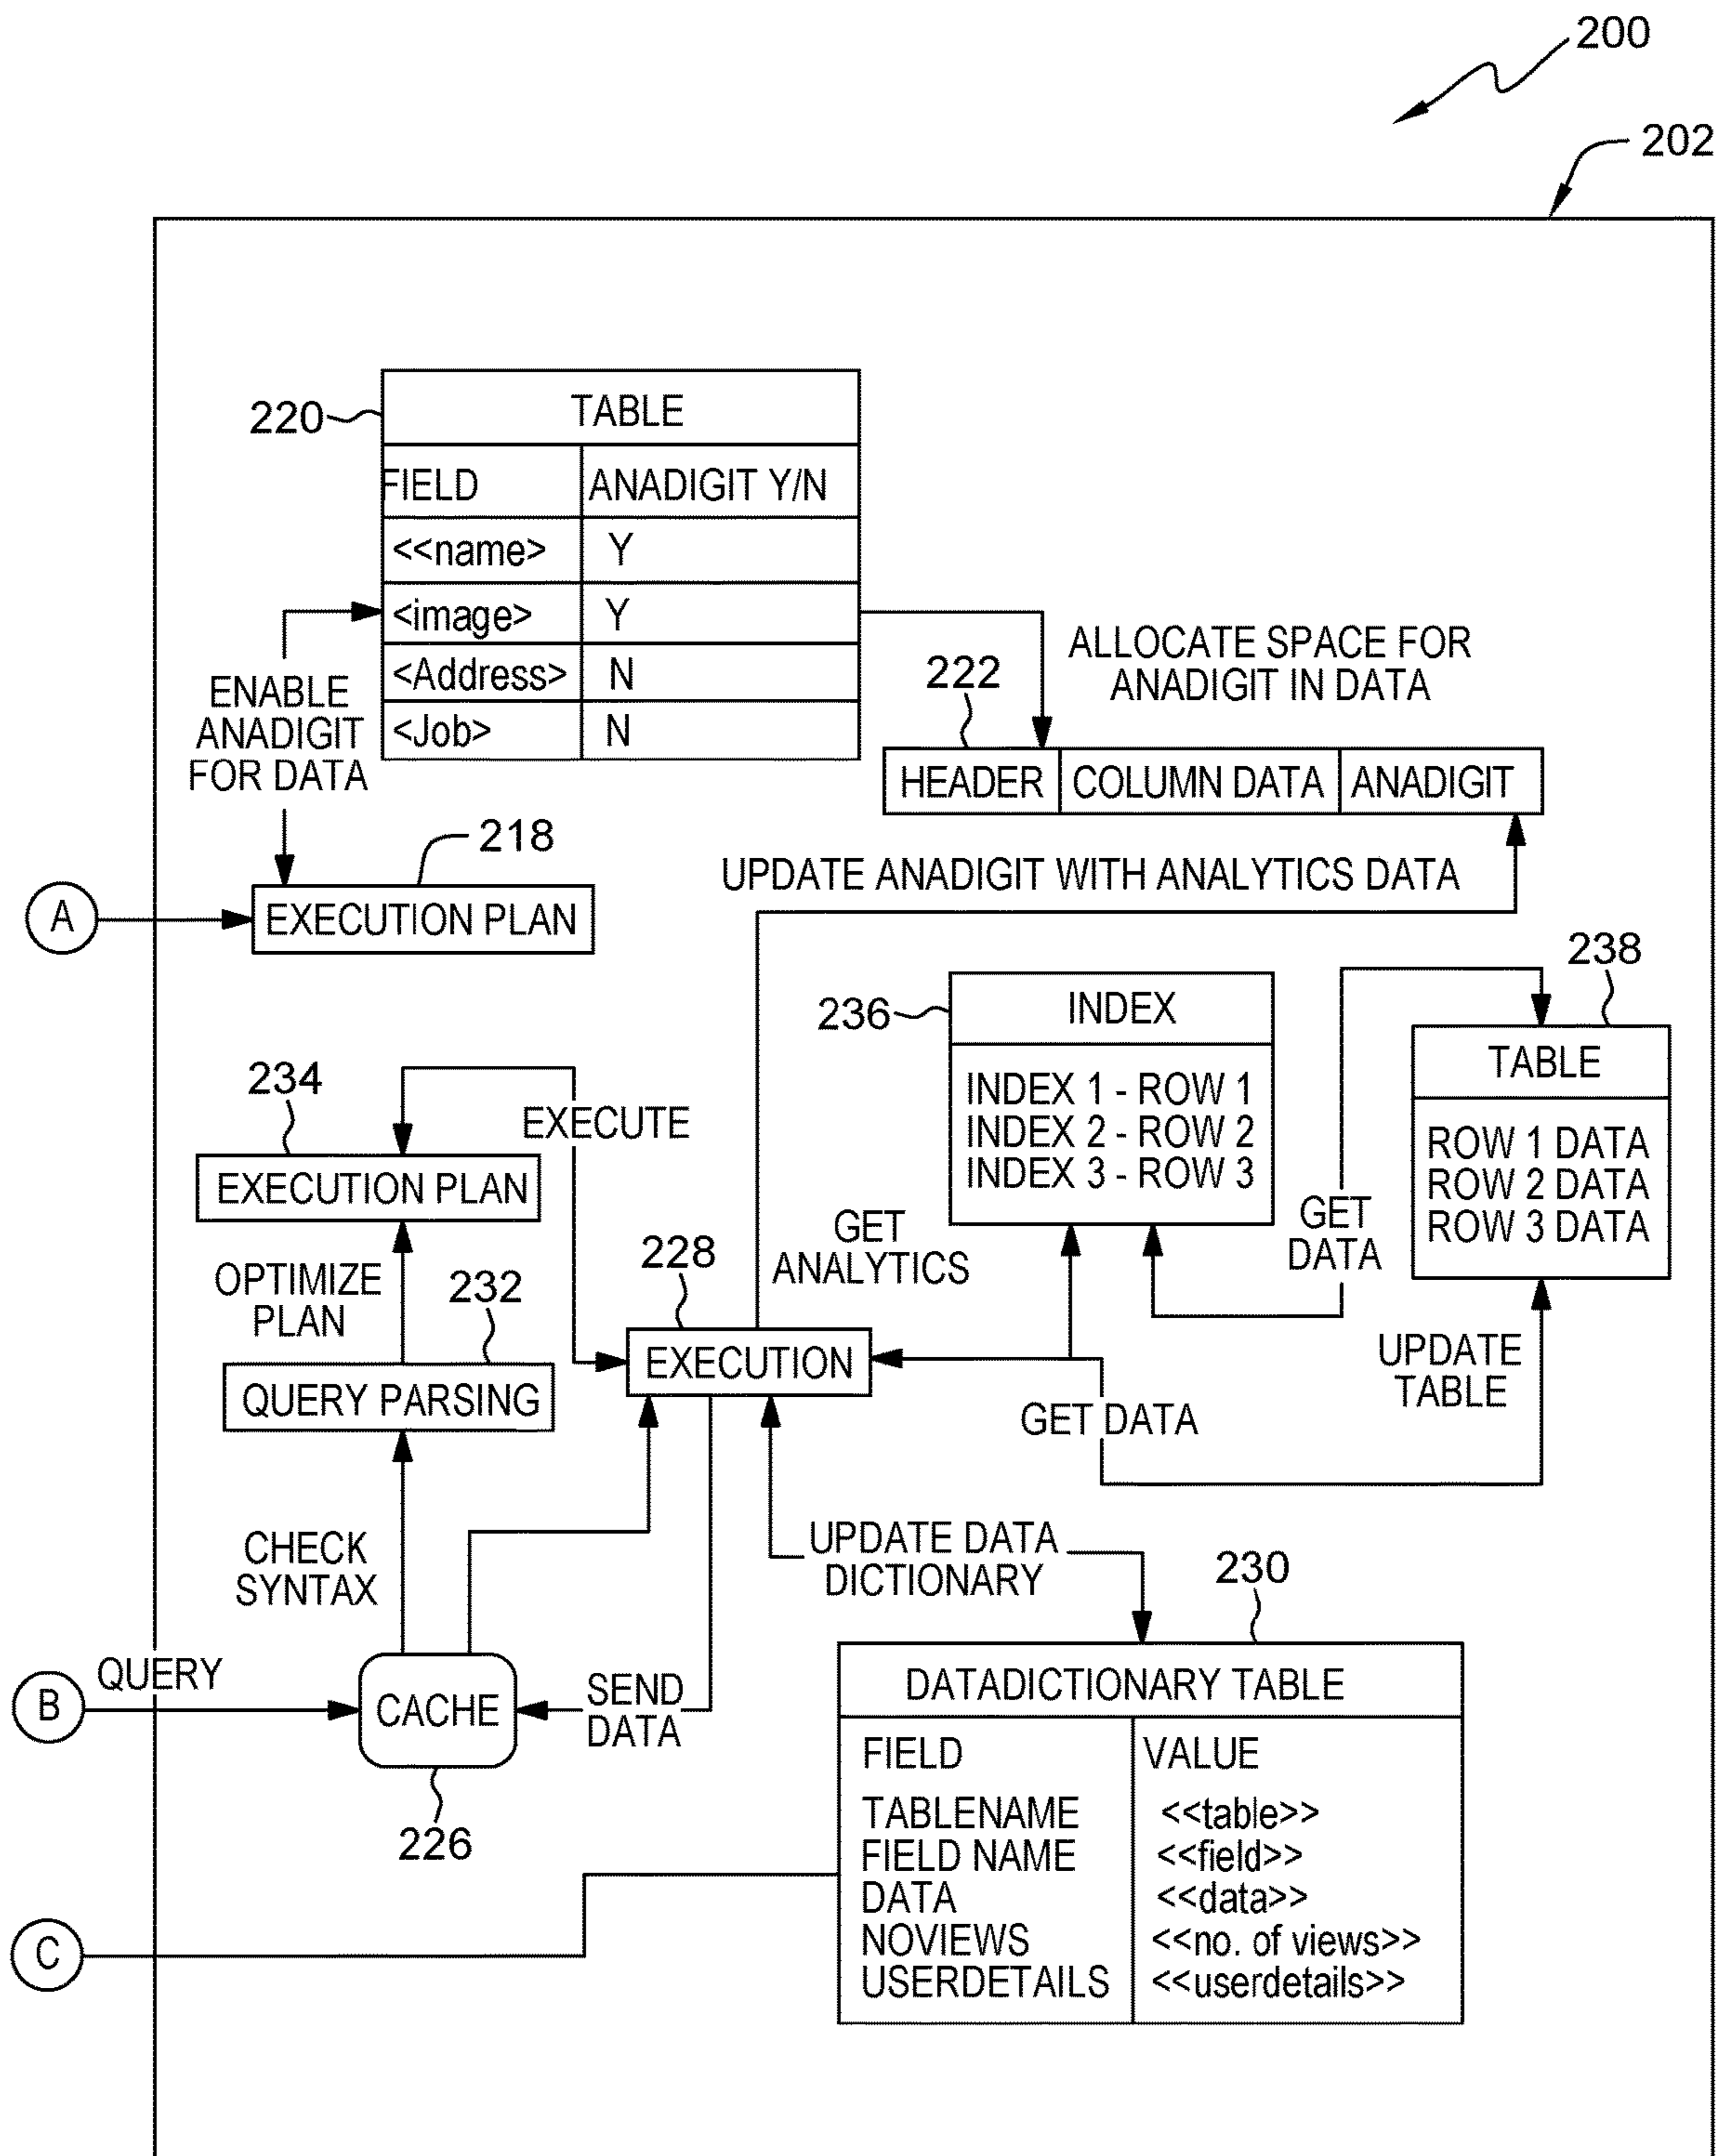 200
202
220
TABLE
FIELD ANADIGIT Y/N
<<name> Y
<image> Y
<Address> N
<Job> N
ENABLE
ANADIGIT
FOR DATA
222
ALLOCATE SPACE FOR
ANADIGIT IN DATA
HEADER COLUMN DATA ANADIGIT
218
A
EXECUTION PLAN
UPDATE ANADIGIT WITH ANALYTICS DATA
236
INDEX
INDEX 1 - ROW 1
INDEX 2 - ROW 2
INDEX 3 - ROW 3
238
TABLE
ROW 1 DATA
ROW 2 DATA
ROW 3 DATA
234
EXECUTE
EXECUTION PLAN
GET
ANALYTICS
GET
DATA
OPTIMIZE
PLAN
232
228
EXECUTION
QUERY PARSING
GET DATA
UPDATE
TABLE
CHECK
SYNTAX
UPDATE DATA
DICTIONARY
230
B
QUERY
CACHE
SEND
DATA
226
DATADICTIONARY TABLE
FIELD VALUE
TABLENAME <<table>>
FIELD NAME <<field>>
DATA <<data>>
NOVIEWS <<no. of views>>
USERDETAILS <<userdetails>>
C